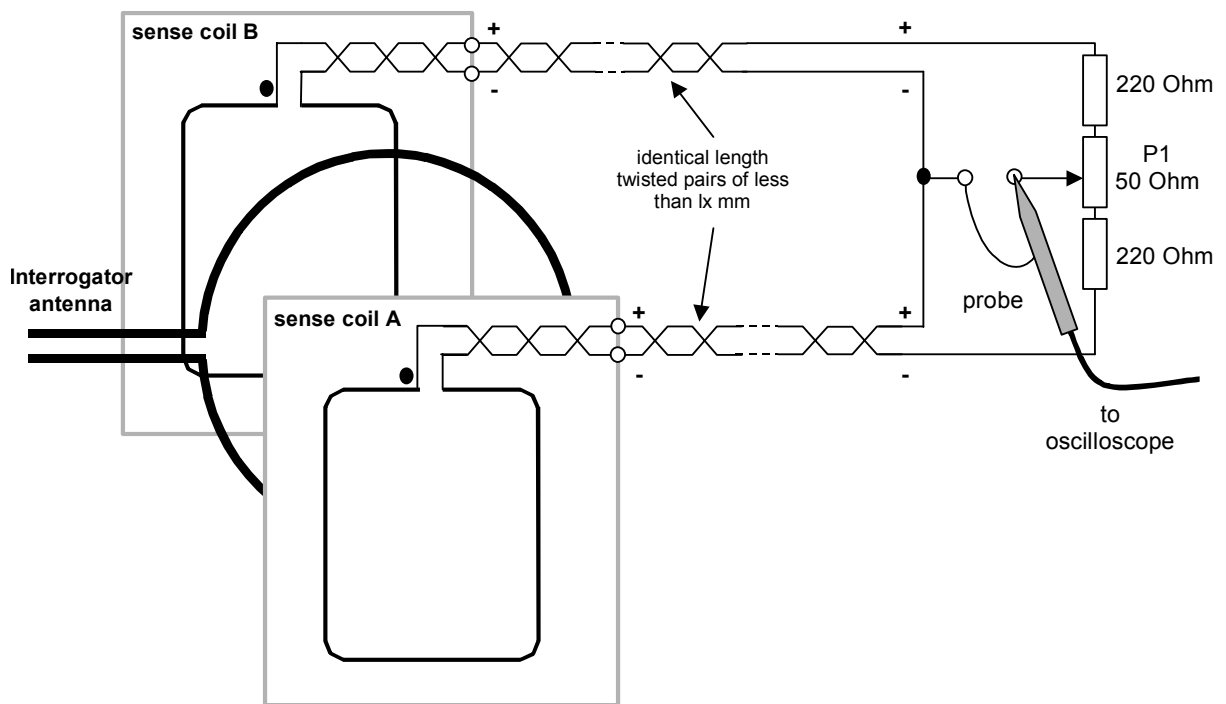 sense coil B
+
-
+
-
220 Ohm
P1
50 Ohm
220 Ohm
identical length
twisted pairs of less
than lx mm
probe
Interrogator
antenna
sense coil A
+
-
+
-
to
oscilloscope